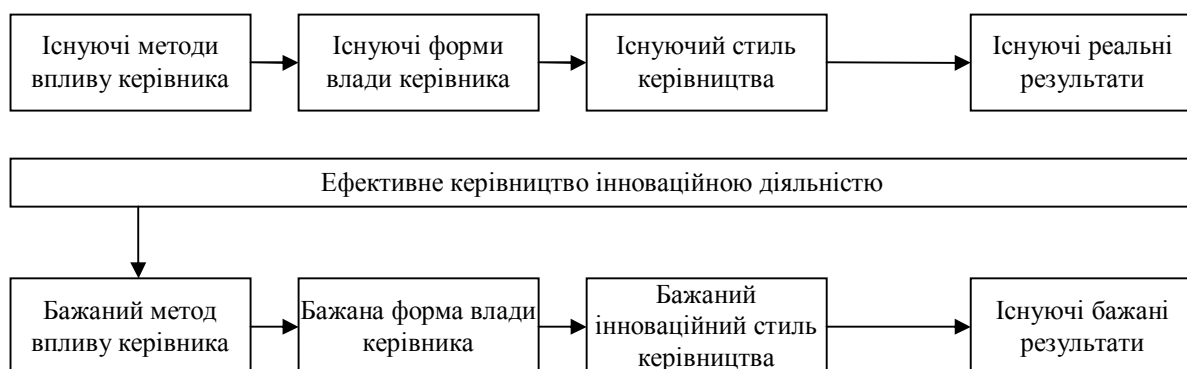 Існуючі методи
впливу керівника
Існуючі форми
влади керівника
Існуючий стиль
керівництва
Існуючі реальні
результати
Ефективне керівництво інноваційною діяльністю
Бажаний метод
впливу керівника
Бажана форма влади
керівника
Бажаний
інноваційний стиль
керівництва
Існуючі бажані
результати